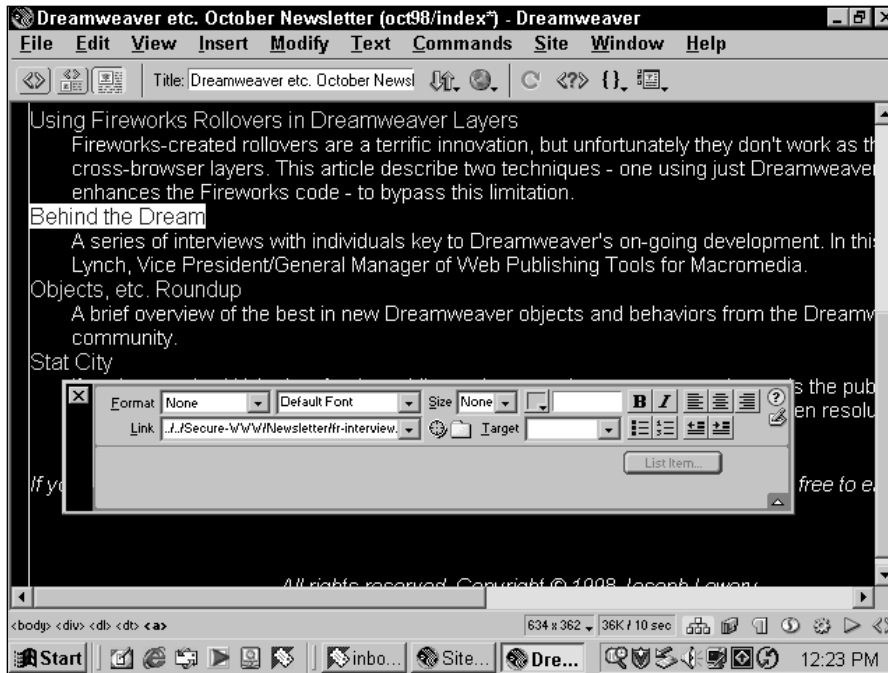 Dreamweaver etc. October Newsletter (oct98/index*) - Dreamweaver
File Edit View Insert Modify Text Commands Site Window Help
Title: Dreamweaver etc. October Newsl
Using Fireworks Rollovers in Dreamweaver Layers
Fireworks-created rollovers are a terrific innovation, but unfortunately they don't work as th
cross-browser layers. This article describe two techniques - one using just Dreamweaver
enhances the Fireworks code - to bypass this limitation.
Behind the Dream
A series of interviews with individuals key to Dreamweaver's on-going development. In this
Lynch, Vice President/General Manager of Web Publishing Tools for Macromedia.
Objects, etc. Roundup
A brief overview of the best in new Dreamweaver objects and behaviors from the Dreamw
community.
Stat City
s the pub
Format None Default Font Size None B I
en resolu
Link ../../Secure-WWW/Newsletter/fr-interview. Target
List Item...
If yo free to e
All rights reserved. Copyright © 1998 Joseph Lowery
<body> <div> <dl> <dt> <a> 634 x 362 36K / 10 sec
Start inbo... Site... Dre... 12:23 PM